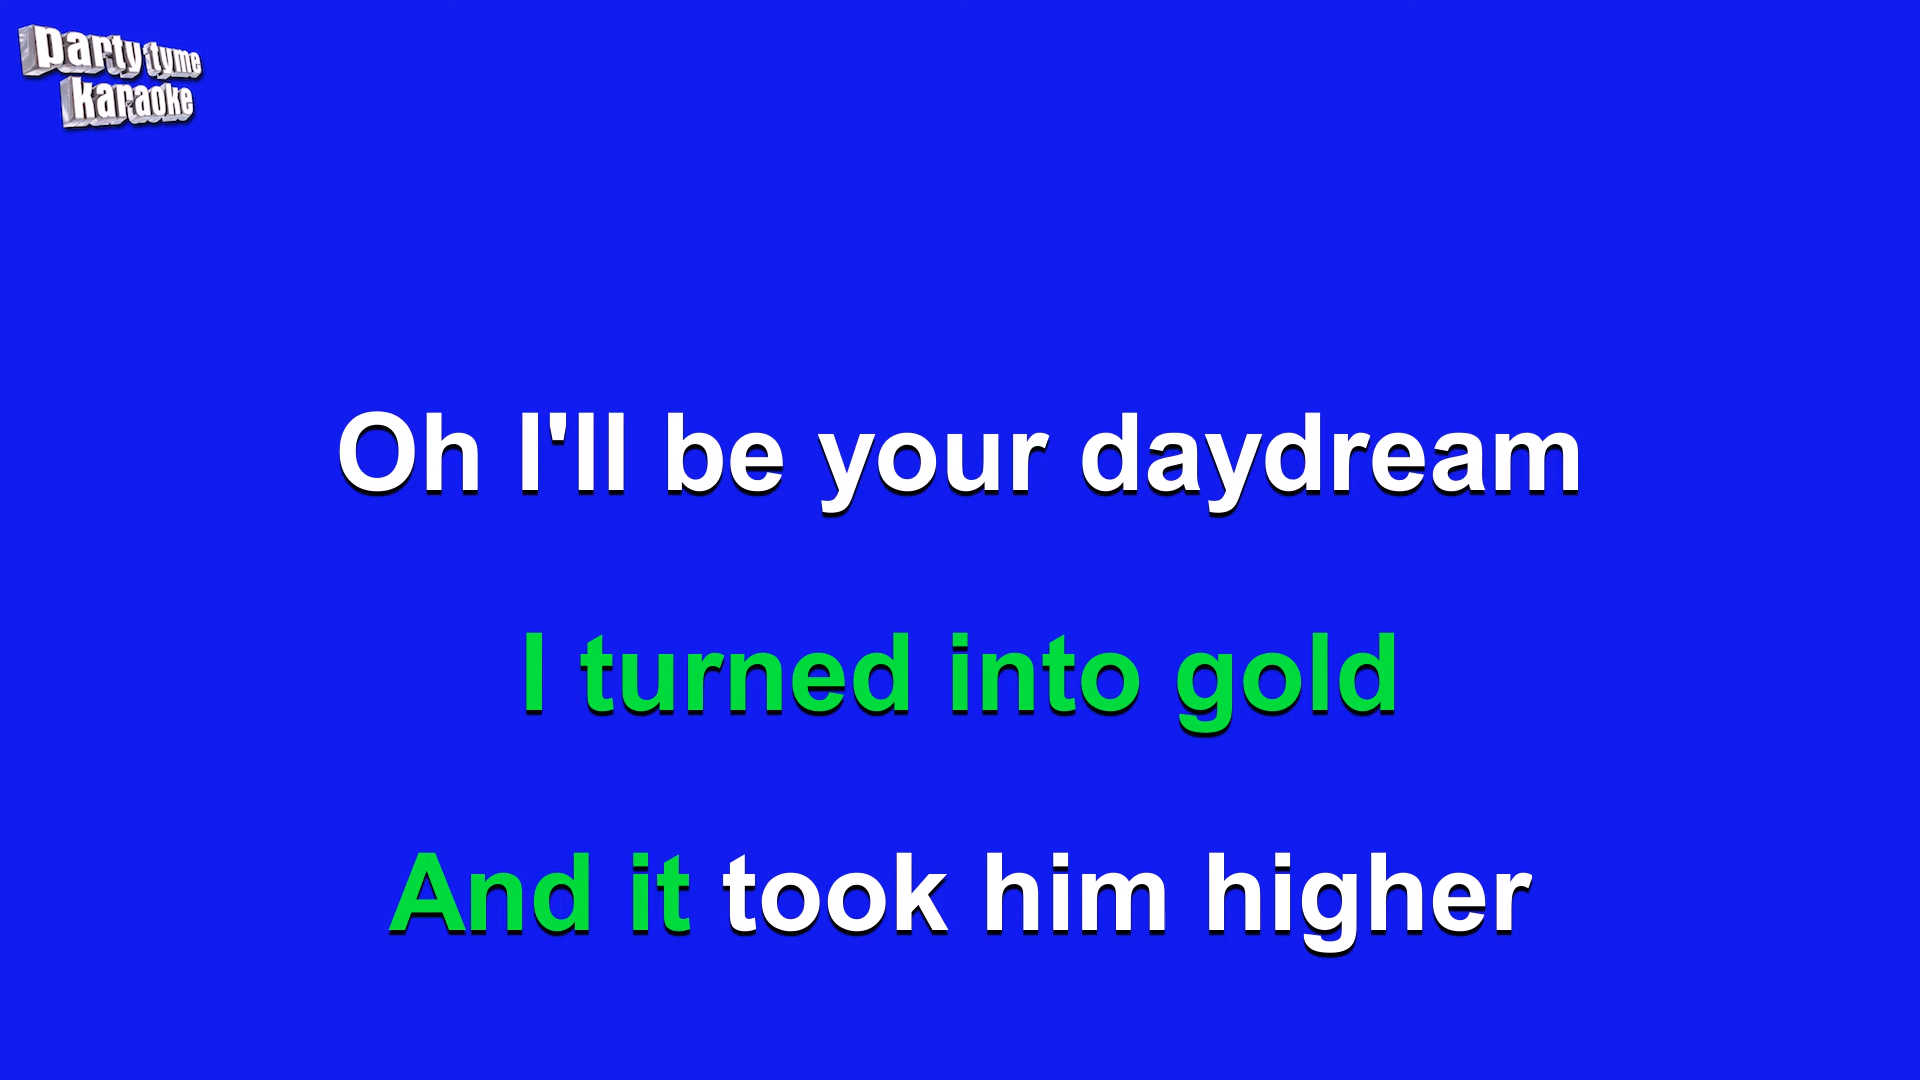 party tyme
karaoke
Oh I'll be your daydream
I turned into gold
And it took him higher